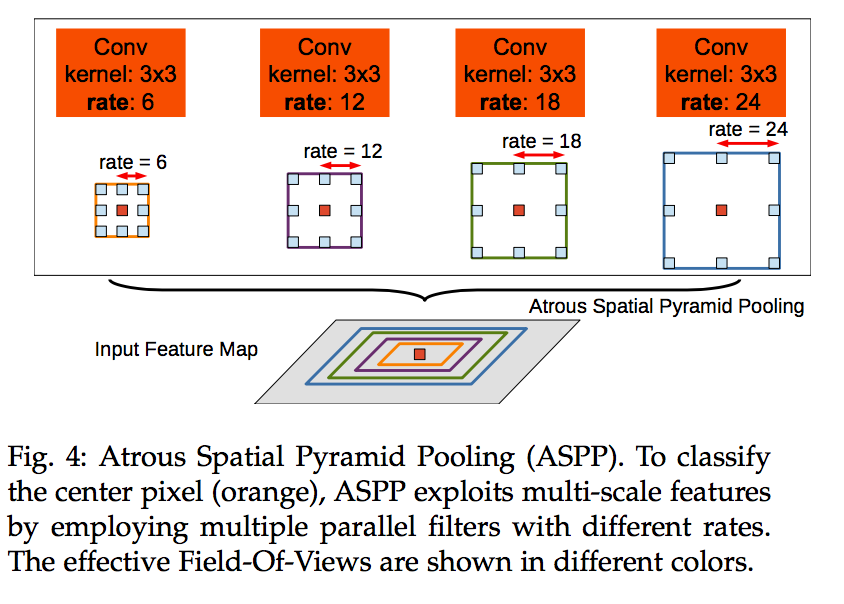 Conv
kernel: 3x3
rate: 6
Conv
kernel: 3x3
rate: 12
Conv
kernel: 3x3
rate: 18
Conv
kernel: 3x3
rate: 24
rate = 6
rate = 12
rate = 18
rate = 24
Atrous Spatial Pyramid Pooling
Input Feature Map
Fig. 4: Atrous Spatial Pyramid Pooling (ASPP). To classify
the center pixel (orange), ASPP exploits multi-scale features
by employing multiple parallel filters with different rates.
The effective Field-Of-Views are shown in different colors.